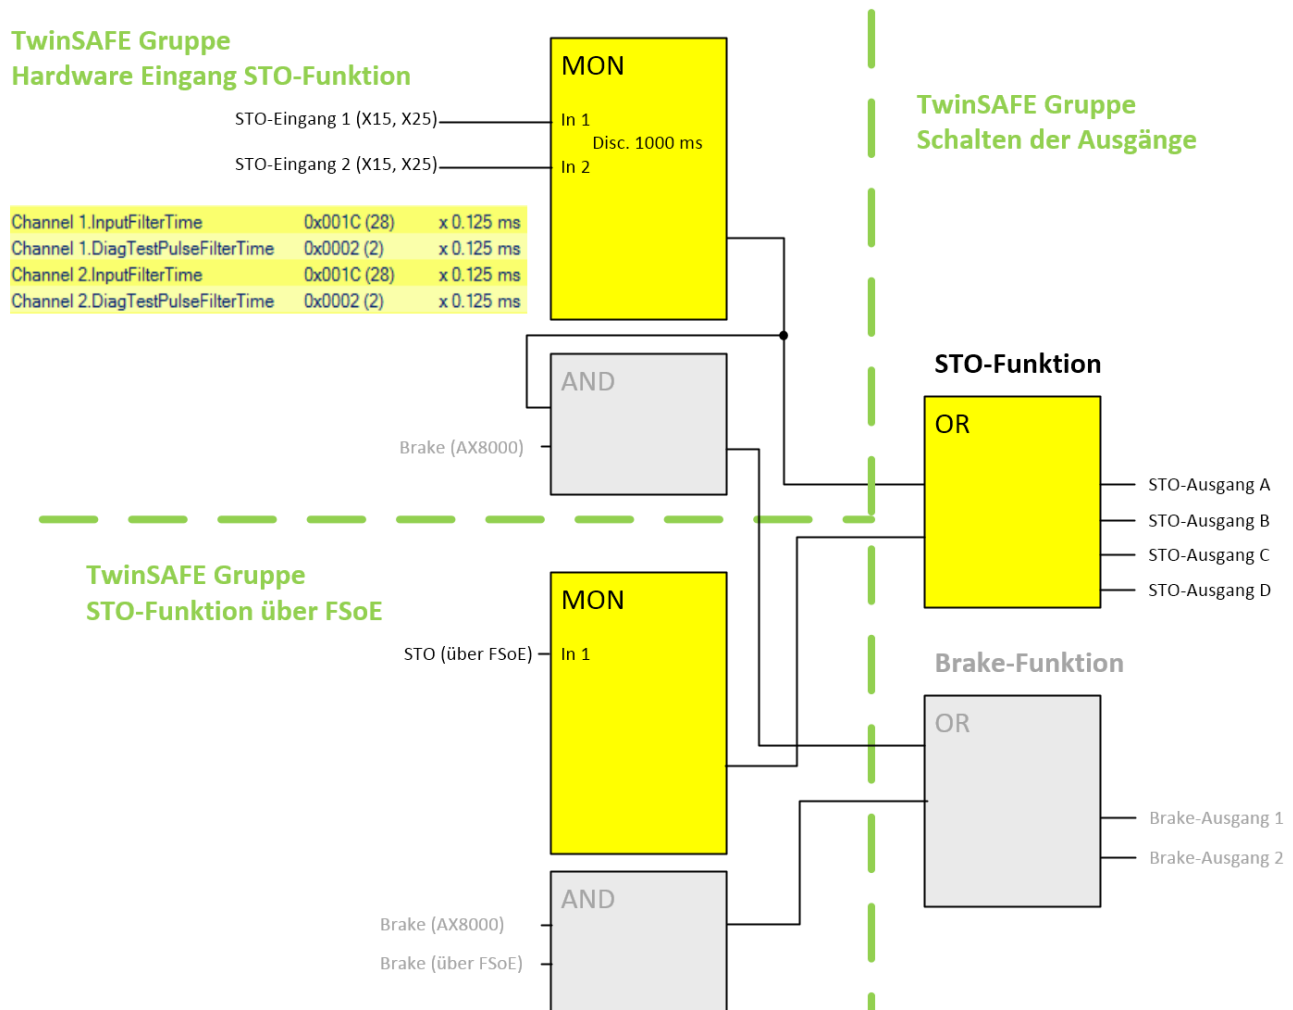 TwinSAFE Gruppe
Hardware Eingang STO-Funktion
MON
STO-Eingang 1 (X15, X25)
In 1
Disc. 1000 ms
STO-Eingang 2 (X15, X25)
In 2
Channel 1.InputFilterTime 0x001C (28) x 0.125 ms
Channel 1.DiagTestPulseFilterTime 0x0002 (2) x 0.125 ms
Channel 2.InputFilterTime 0x001C (28) x 0.125 ms
Channel 2.DiagTestPulseFilterTime 0x0002 (2) x 0.125 ms
AND
Brake (AX8000)
TwinSAFE Gruppe
Schalten der Ausgänge
STO-Funktion
OR
STO-Ausgang A
STO-Ausgang B
STO-Ausgang C
STO-Ausgang D
TwinSAFE Gruppe
STO-Funktion über FSoE
MON
STO (über FSoE)
In 1
Brake-Funktion
OR
Brake-Ausgang 1
Brake-Ausgang 2
AND
Brake (AX8000)
Brake (über FSoE)